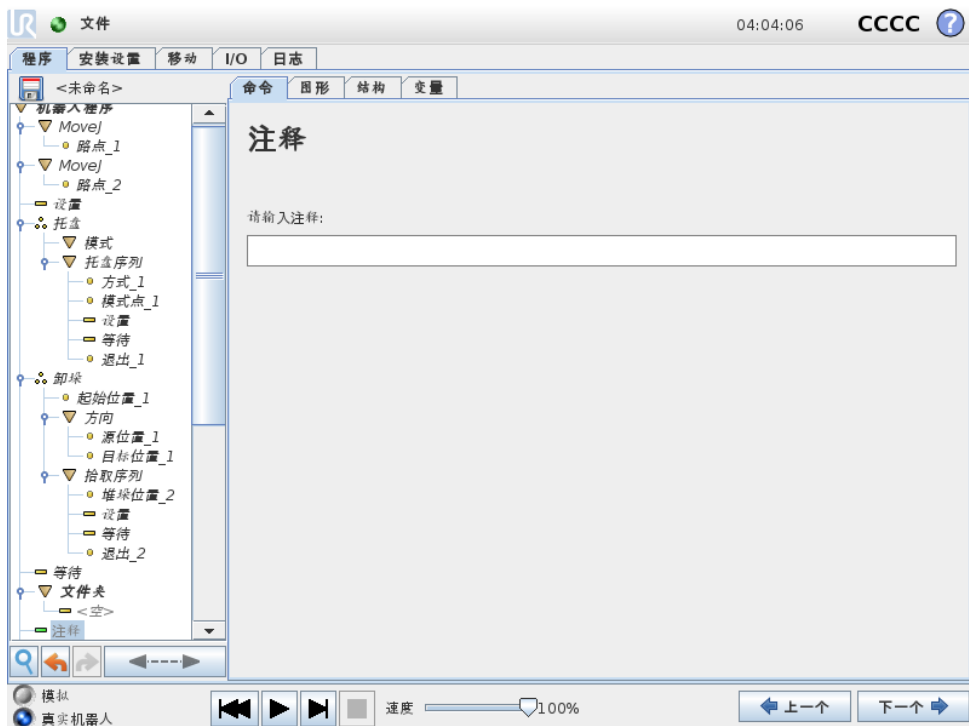 UR 文件 04:04:06 CCCC ?
程序 安装设置 移动 I/O 日志
<未命名> 命令 图形 结构 变量
机器人程序
MoveJ
路点_1
MoveJ
路点_2
设置
托盘
模式
托盘序列
方式_1
模式点_1
设置
等待
退出_1
卸垛
起始位置_1
方向
源位置_1
目标位置_1
拾取序列
堆垛位置_2
设置
等待
退出_2
等待
文件夹
<空>
注释
注释
请输入注释:
模拟
真实机器人
速度 100%
上一个 下一个